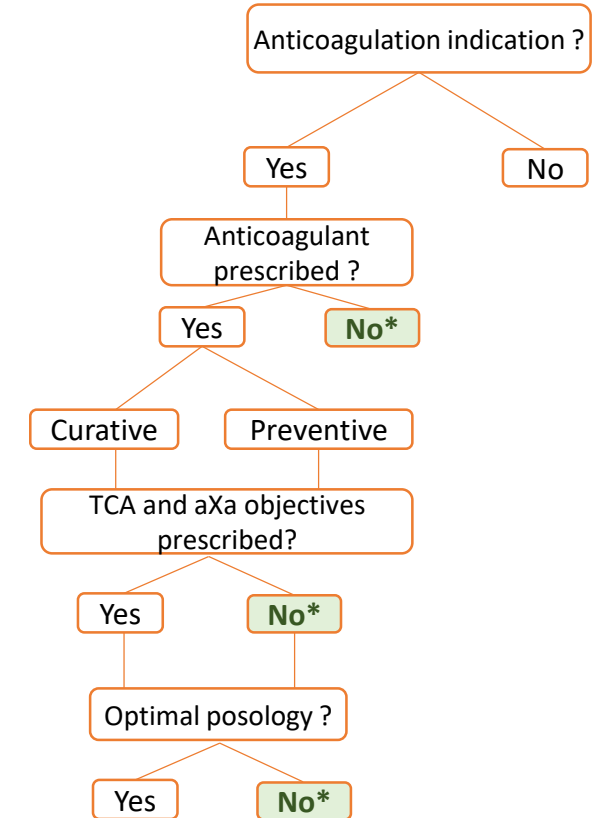 Anticoagulation indication ?
Yes
No
Anticoagulant
prescribed ?
Yes
No*
Curative
Preventive
TCA and aXa objectives
prescribed?
Yes
No*
Optimal posology ?
Yes
No*